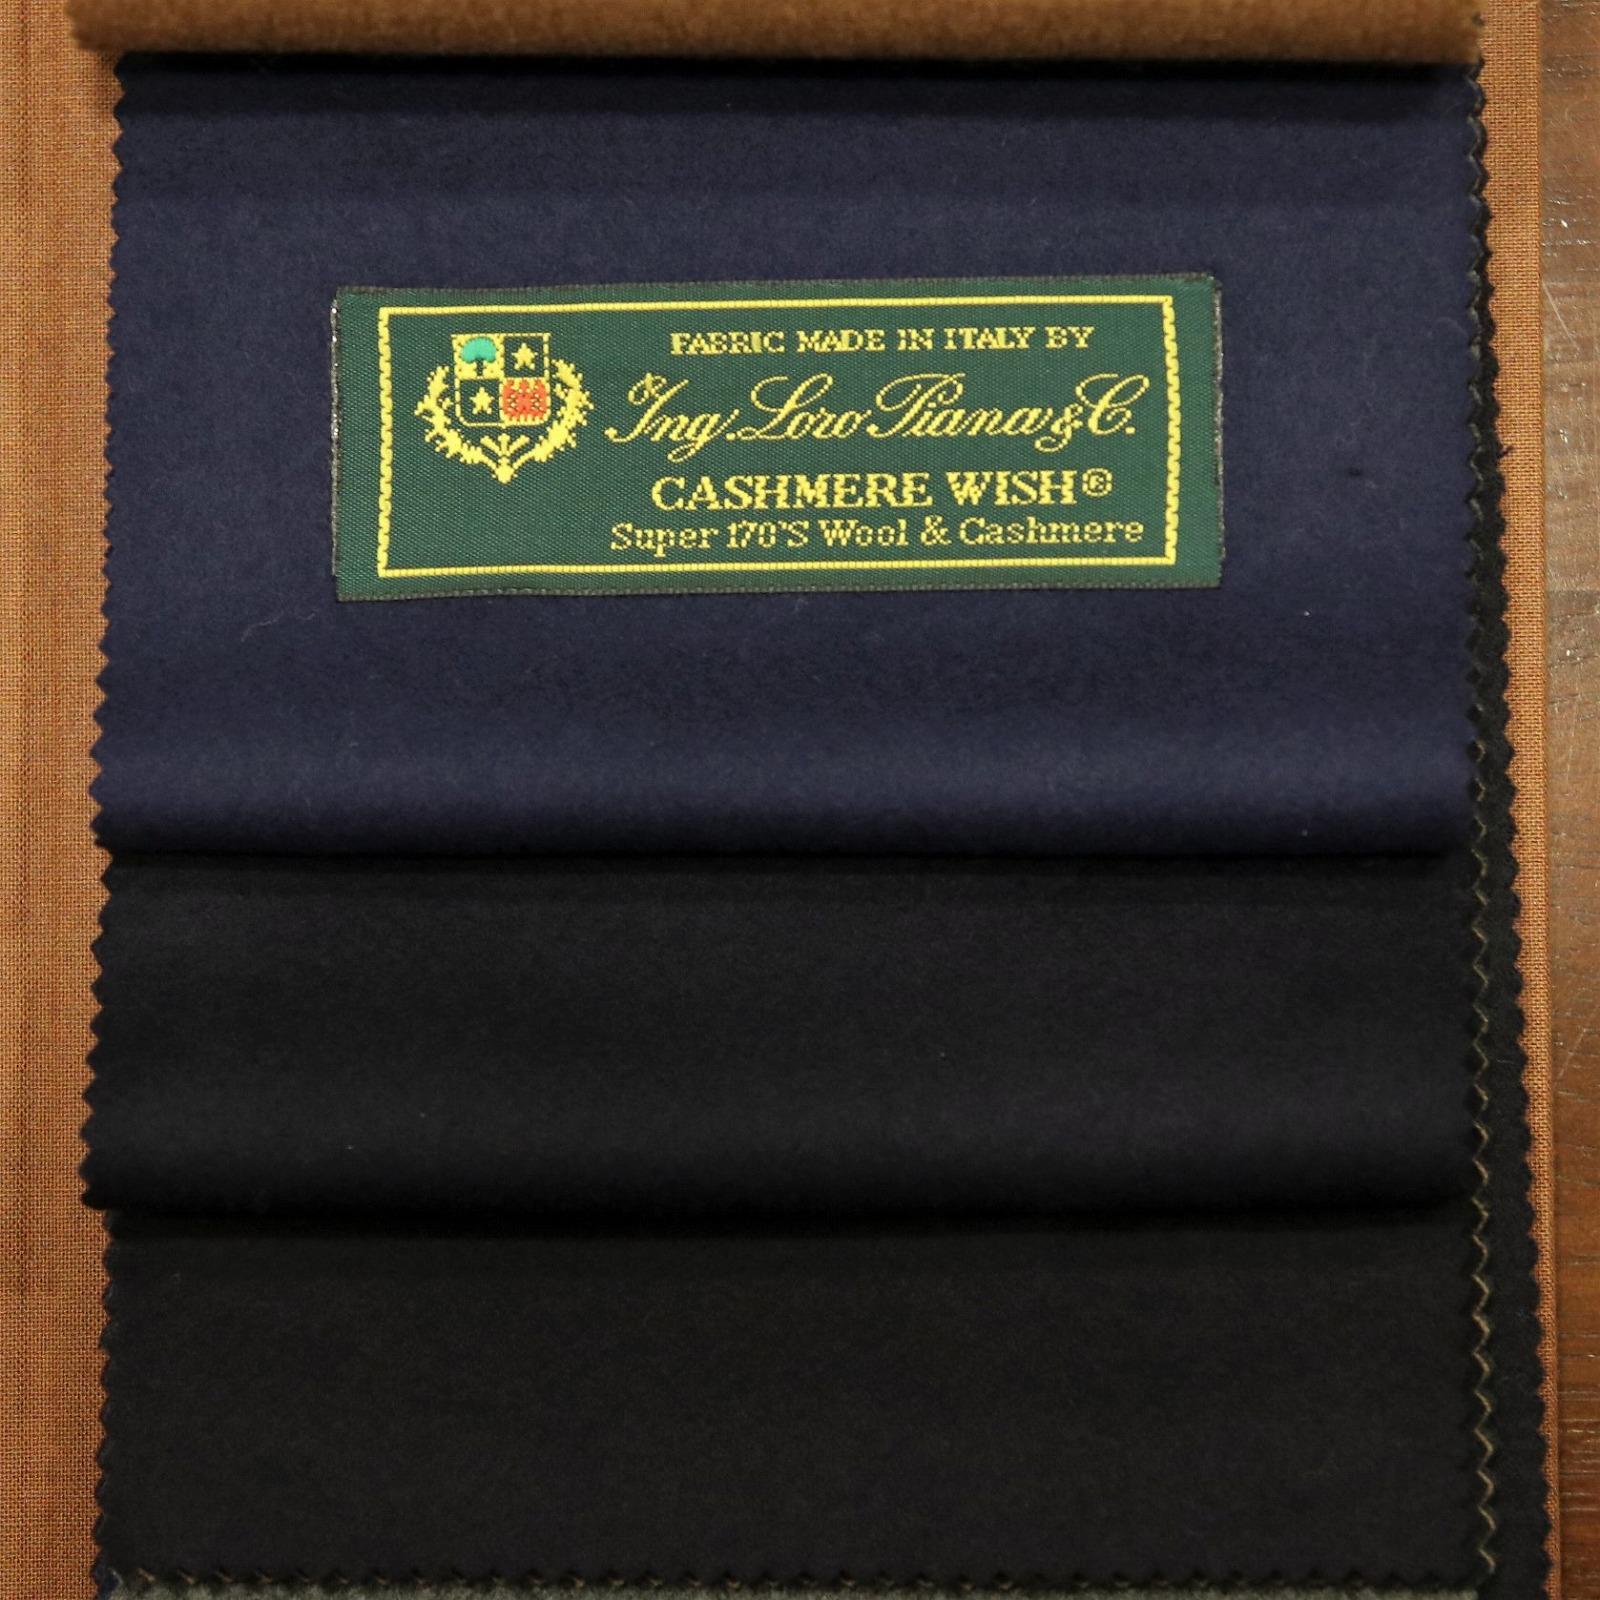 FABRIC MADE IN ITALY BY
Ing. Loro Piana & C.
CASHMERE WISH®
Super 170'S Wool & Cashmere